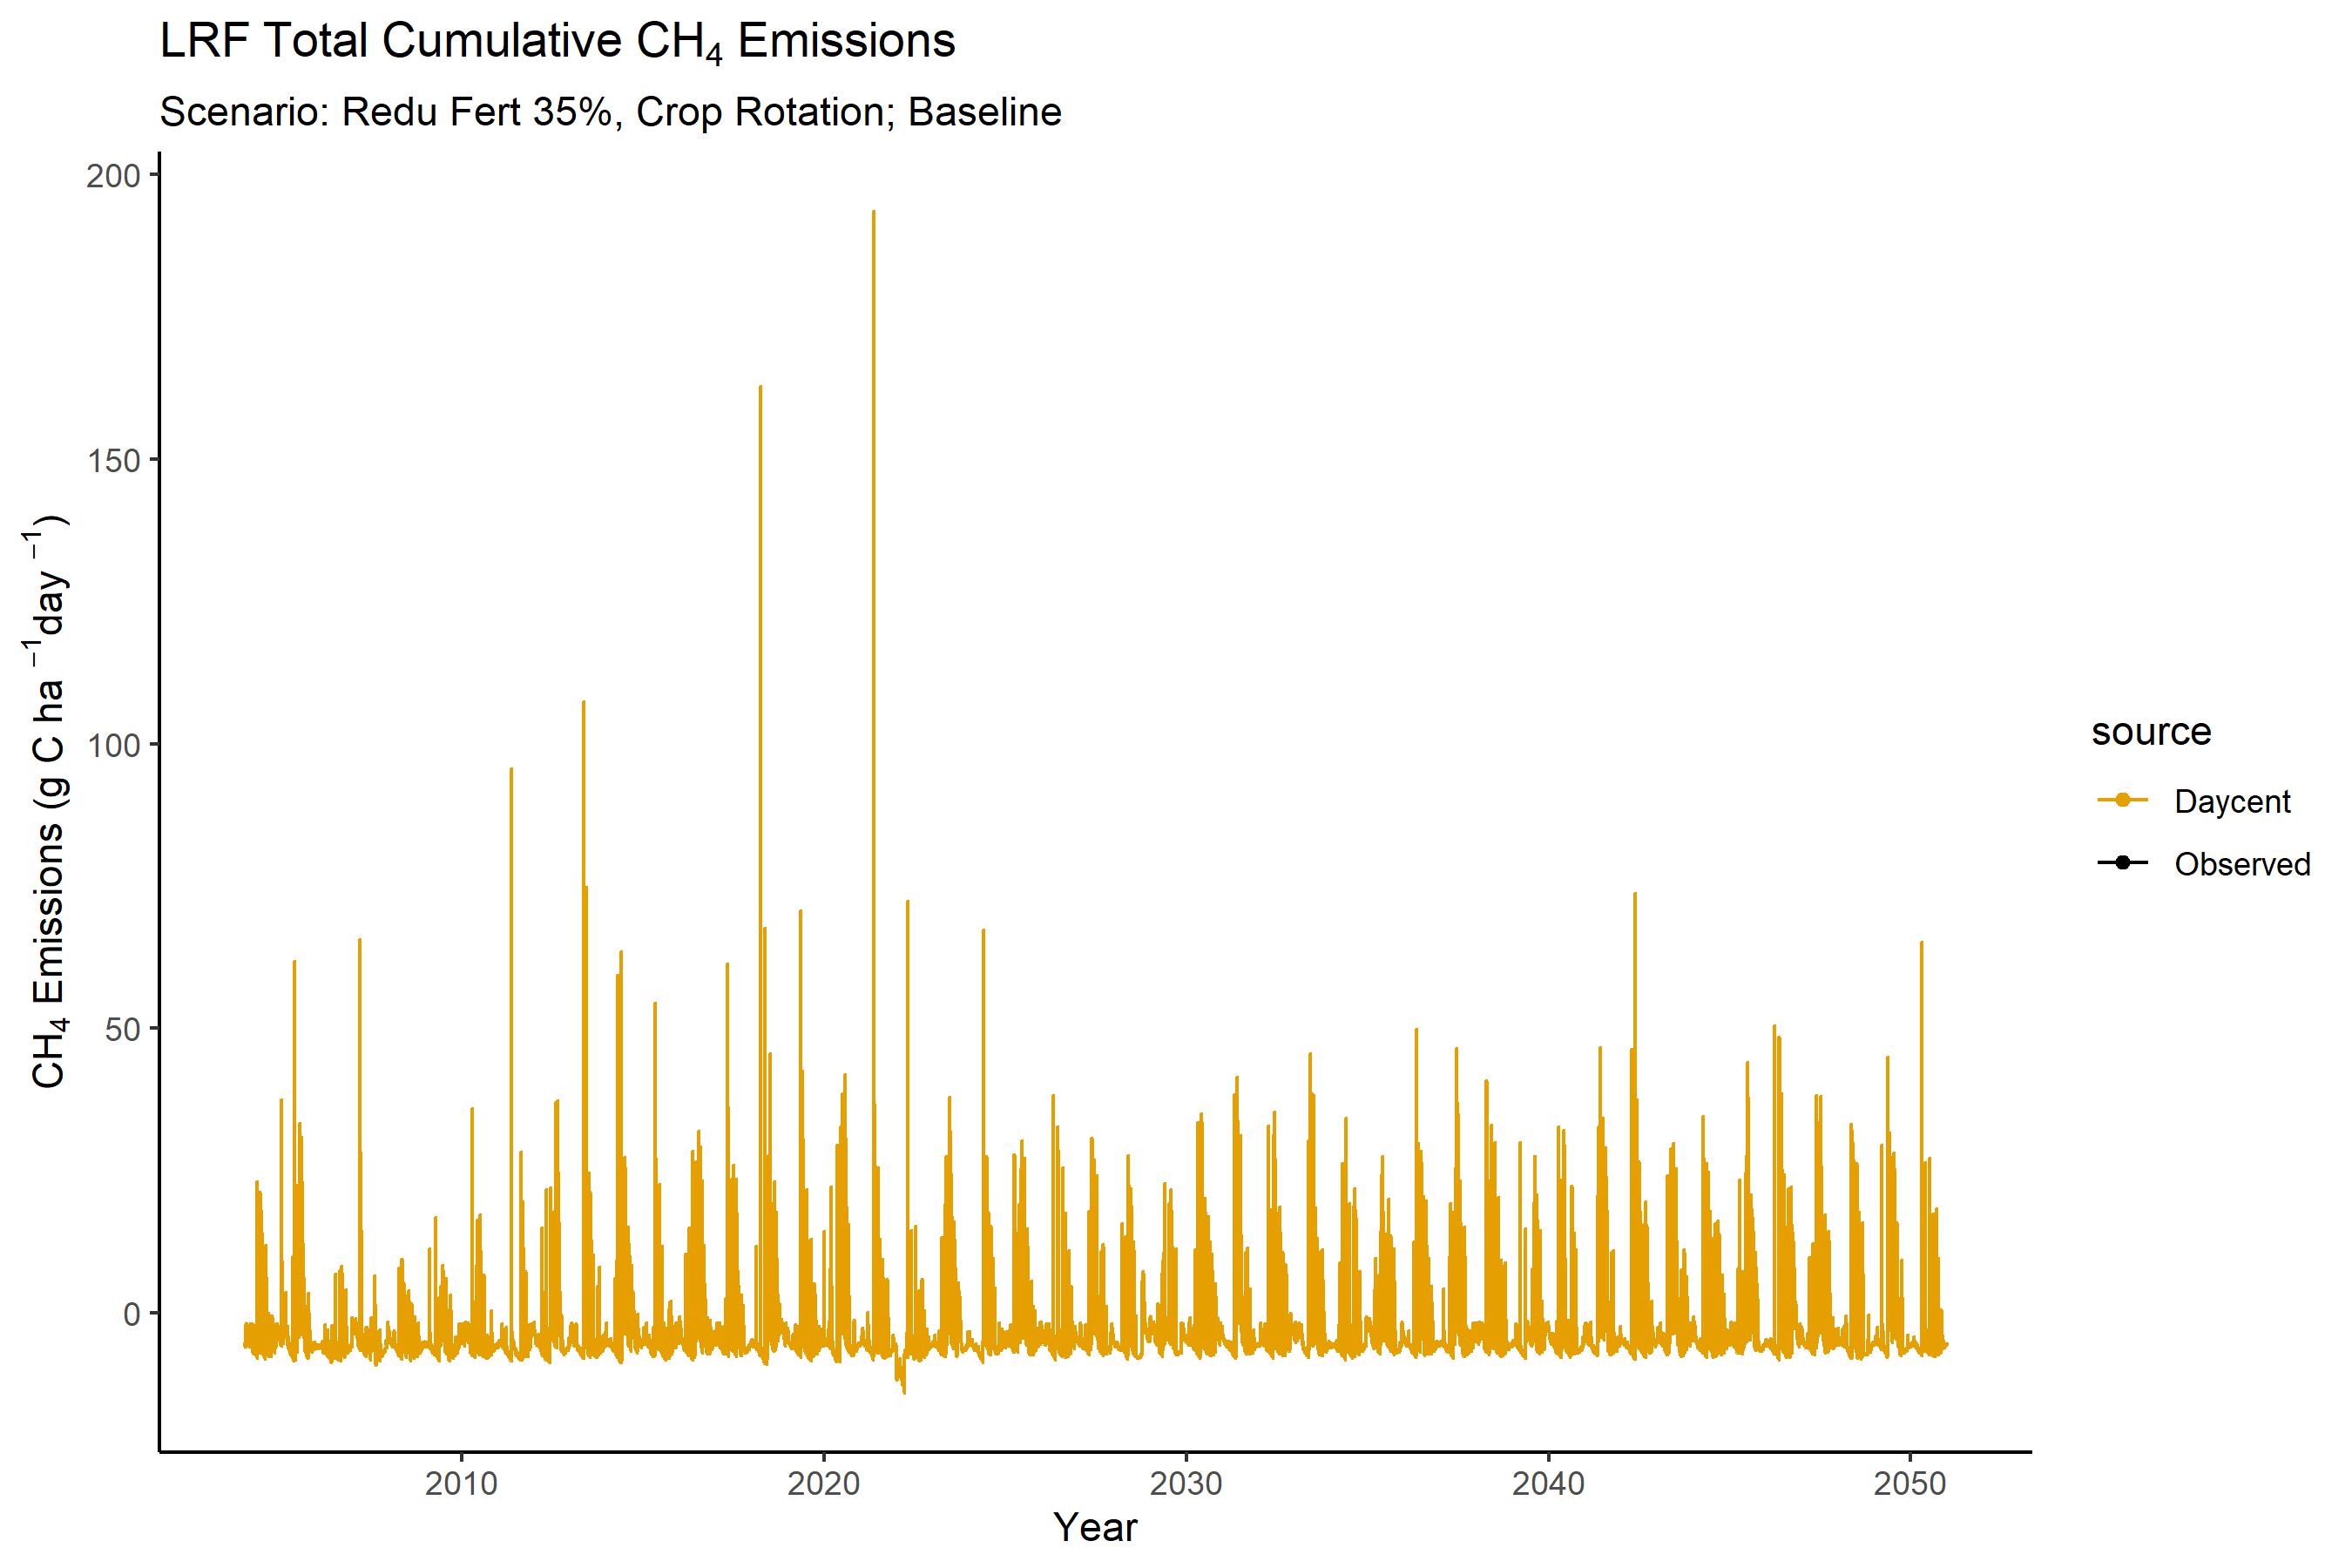 LRF Total Cumulative CH₄ Emissions
Scenario: Redu Fert 35%, Crop Rotation; Baseline
CH₄ Emissions (g C ha ⁻¹day ⁻¹)
200
150
100
50
0
2010 2020 2030 2040 2050
Year
source
Daycent
Observed